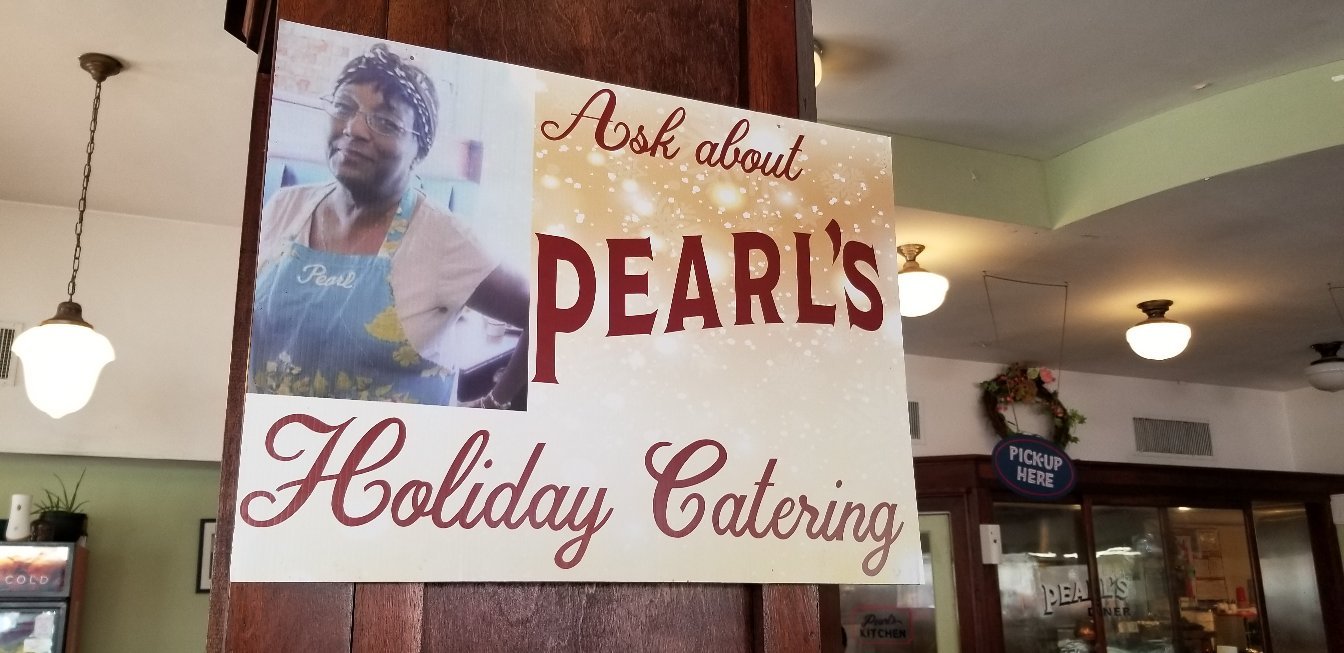 Ask about
PEARL'S
Holiday Catering
Pearl
PICK-UP
HERE
COLD
PEARL'S
DINER
Pearl's
KITCHEN